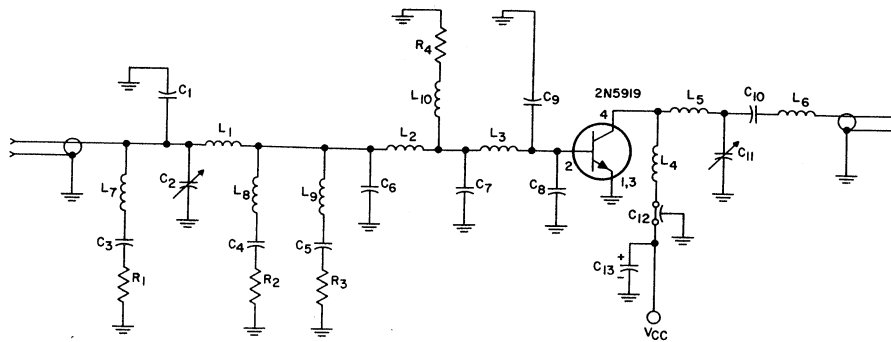 R4
C1
2N5919
L10
C9
4
L5
C10
L6
L1
L2
L3
2
L4
C11
L7
C2
L8
L9
C6
C7
C8
1,3
C12
C3
C4
C5
+
C13
-
R1
R2
R3
VCC